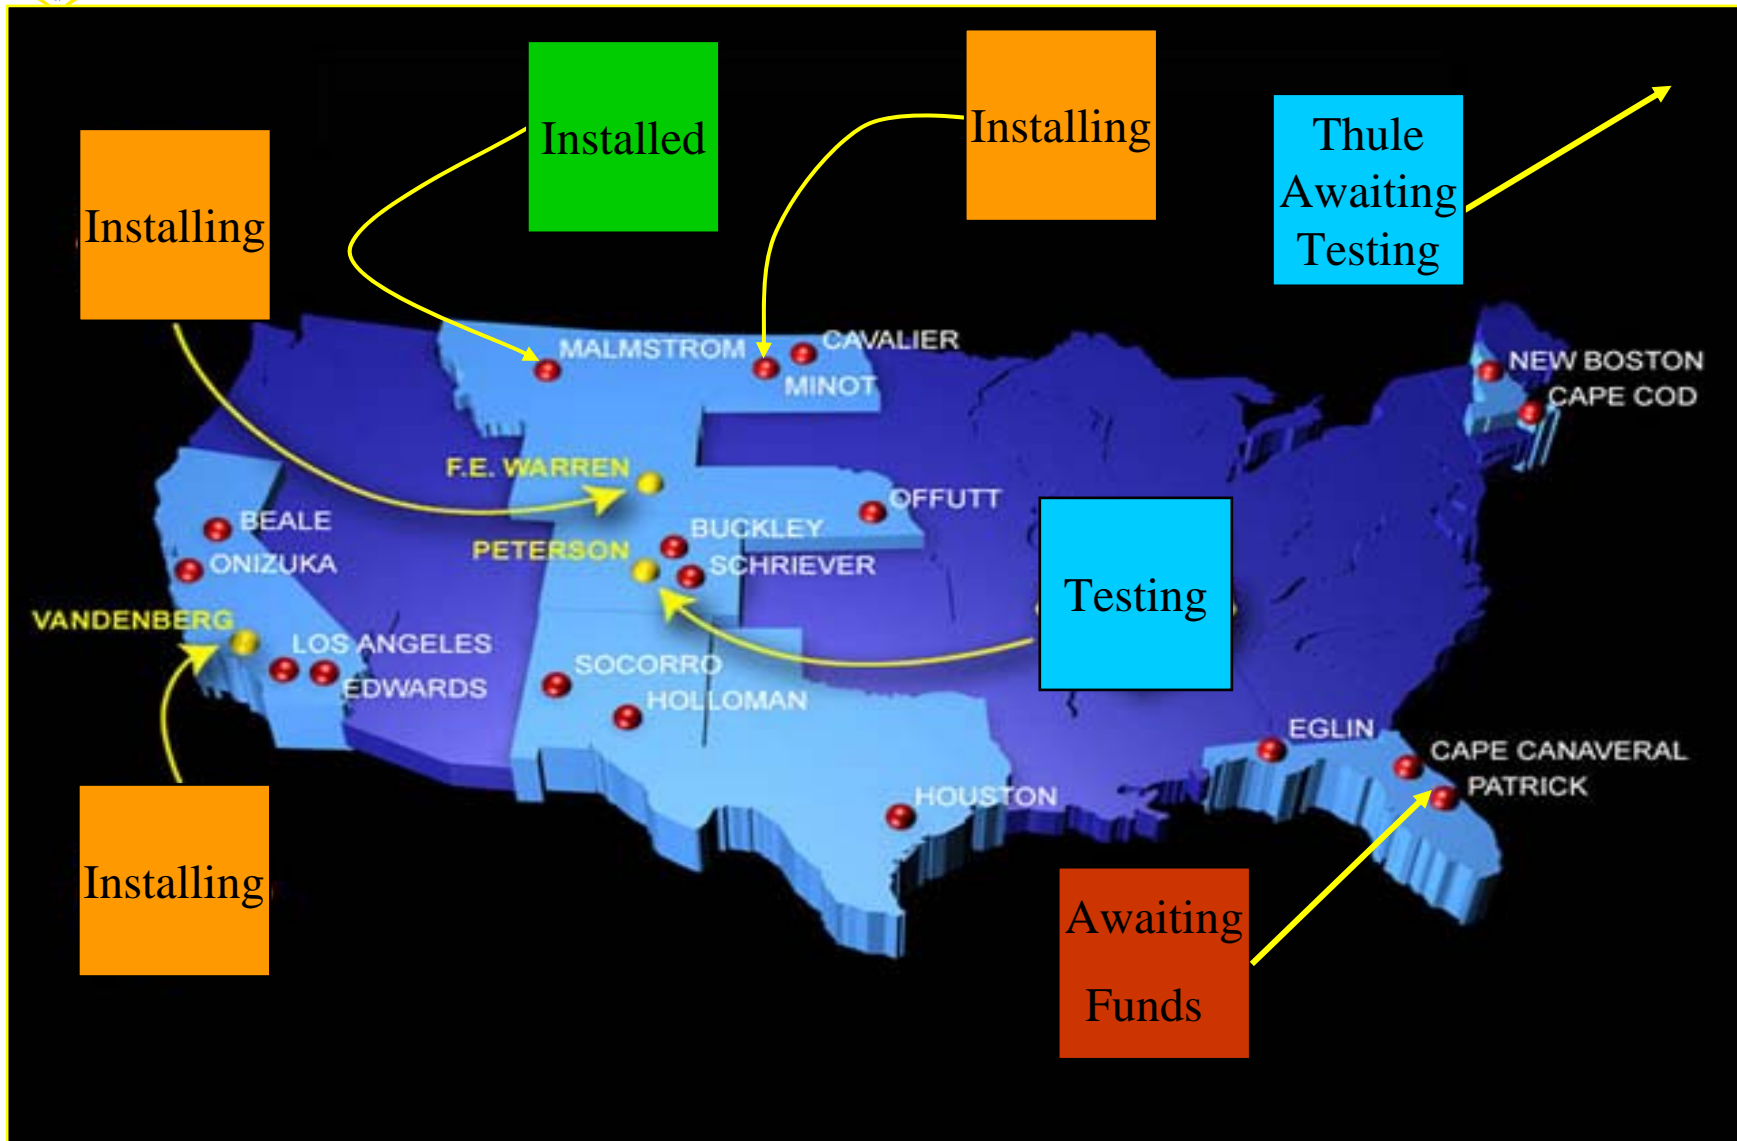 Installed
Installing
Thule
Awaiting
Testing
Installing
MALMSTROM
CAVALIER
MINOT
NEW BOSTON
CAPE COD
F.E. WARREN
OFFUTT
BEALE
BUCKLEY
PETERSON
ONIZUKA
SCHRIEVER
Testing
VANDENBERG
LOS ANGELES
SOCORRO
EDWARDS
HOLLOMAN
EGLIN
CAPE CANAVERAL
PATRICK
HOUSTON
Installing
Awaiting
Funds